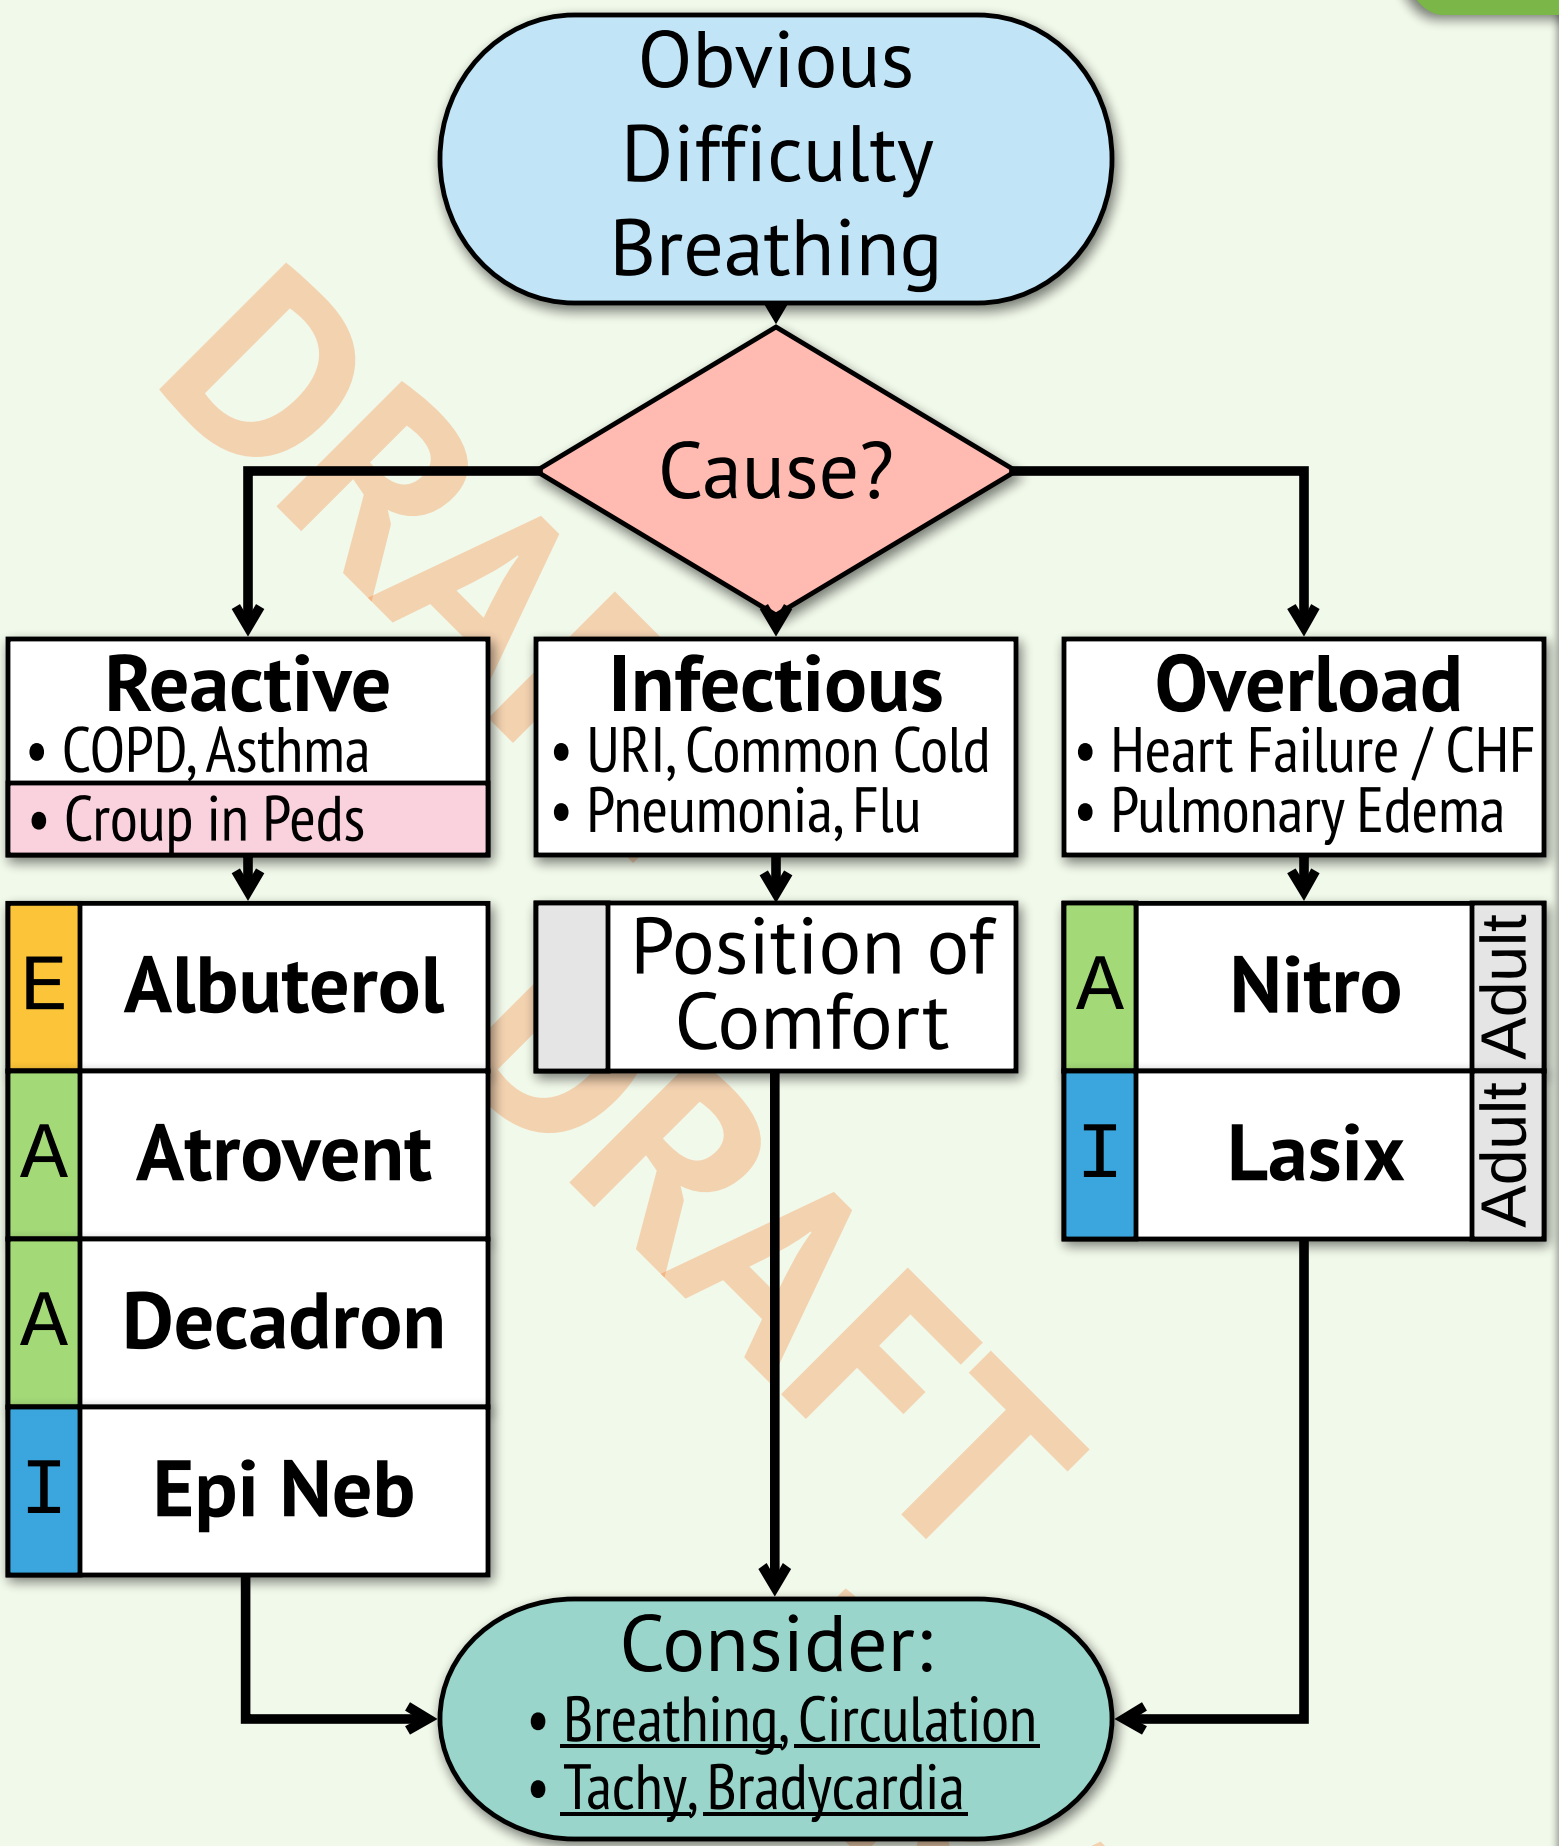 Obvious
Difficulty
Breathing
Cause?
Reactive
• COPD, Asthma
• Croup in Peds
Infectious
• URI, Common Cold
• Pneumonia, Flu
Overload
• Heart Failure / CHF
• Pulmonary Edema
E Albuterol
A Atrovent
A Decadron
I Epi Neb
Position of
Comfort
A Nitro Adult
I Lasix Adult
Consider:
• Breathing, Circulation
• Tachy, Bradycardia
DRAFT
DRAFT